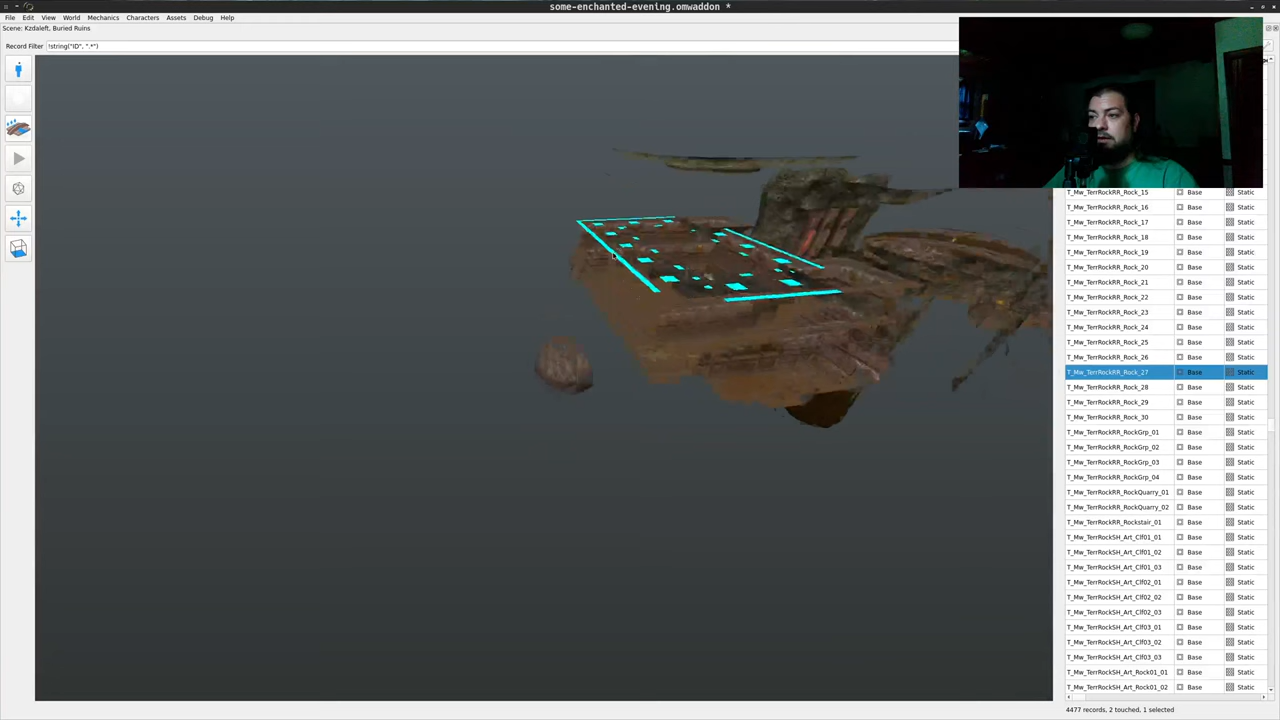 some-enchanted-evening.omwaddon *
File Edit View World Mechanics Characters Assets Debug Help
Scene: Kzdaleft, Buried Ruins
Record Filter !string("ID", ".*")
T_Mw_TerrRockRR_Rock_15 Base Static
T_Mw_TerrRockRR_Rock_16 Base Static
T_Mw_TerrRockRR_Rock_17 Base Static
T_Mw_TerrRockRR_Rock_18 Base Static
T_Mw_TerrRockRR_Rock_19 Base Static
T_Mw_TerrRockRR_Rock_20 Base Static
T_Mw_TerrRockRR_Rock_21 Base Static
T_Mw_TerrRockRR_Rock_22 Base Static
T_Mw_TerrRockRR_Rock_23 Base Static
T_Mw_TerrRockRR_Rock_24 Base Static
T_Mw_TerrRockRR_Rock_25 Base Static
T_Mw_TerrRockRR_Rock_26 Base Static
T_Mw_TerrRockRR_Rock_27 Base Static
T_Mw_TerrRockRR_Rock_28 Base Static
T_Mw_TerrRockRR_Rock_29 Base Static
T_Mw_TerrRockRR_Rock_30 Base Static
T_Mw_TerrRockRR_RockGrp_01 Base Static
T_Mw_TerrRockRR_RockGrp_02 Base Static
T_Mw_TerrRockRR_RockGrp_03 Base Static
T_Mw_TerrRockRR_RockGrp_04 Base Static
T_Mw_TerrRockRR_RockQuarry_01 Base Static
T_Mw_TerrRockRR_RockQuarry_02 Base Static
T_Mw_TerrRockRR_Rockstair_01 Base Static
T_Mw_TerrRockSH_Art_Clf01_01 Base Static
T_Mw_TerrRockSH_Art_Clf01_02 Base Static
T_Mw_TerrRockSH_Art_Clf01_03 Base Static
T_Mw_TerrRockSH_Art_Clf02_01 Base Static
T_Mw_TerrRockSH_Art_Clf02_02 Base Static
T_Mw_TerrRockSH_Art_Clf02_03 Base Static
T_Mw_TerrRockSH_Art_Clf03_01 Base Static
T_Mw_TerrRockSH_Art_Clf03_02 Base Static
T_Mw_TerrRockSH_Art_Clf03_03 Base Static
T_Mw_TerrRockSH_Art_Rock01_01 Base Static
T_Mw_TerrRockSH_Art_Rock01_02 Base Static
4477 records, 2 touched, 1 selected